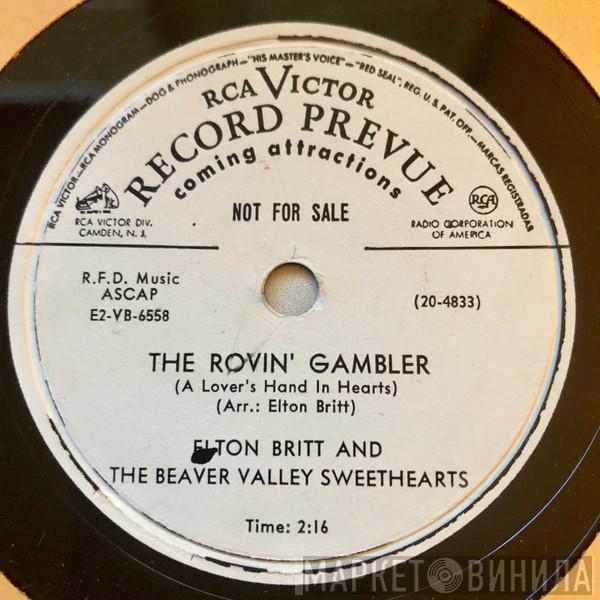 RCA VICTOR—RCA MONOGRAM—DOG & PHONOGRAPH—"HIS MASTER'S VOICE"—"RED SEAL", REG. U. S. PAT. OFF.—MARCAS REGISTRADAS
RCA VICTOR
RECORD PREVUE
coming attractions
NOT FOR SALE
RCA
RCA VICTOR DIV.
CAMDEN, N. J.
RADIO CORPORATION
OF AMERICA
R.F.D. Music
ASCAP
E2-VB-6558
(20-4833)
THE ROVIN' GAMBLER
(A Lover's Hand In Hearts)
(Arr.: Elton Britt)
ELTON BRITT AND
THE BEAVER VALLEY SWEETHEARTS
Time: 2:16
МАРКЕТ ВИНИЛА